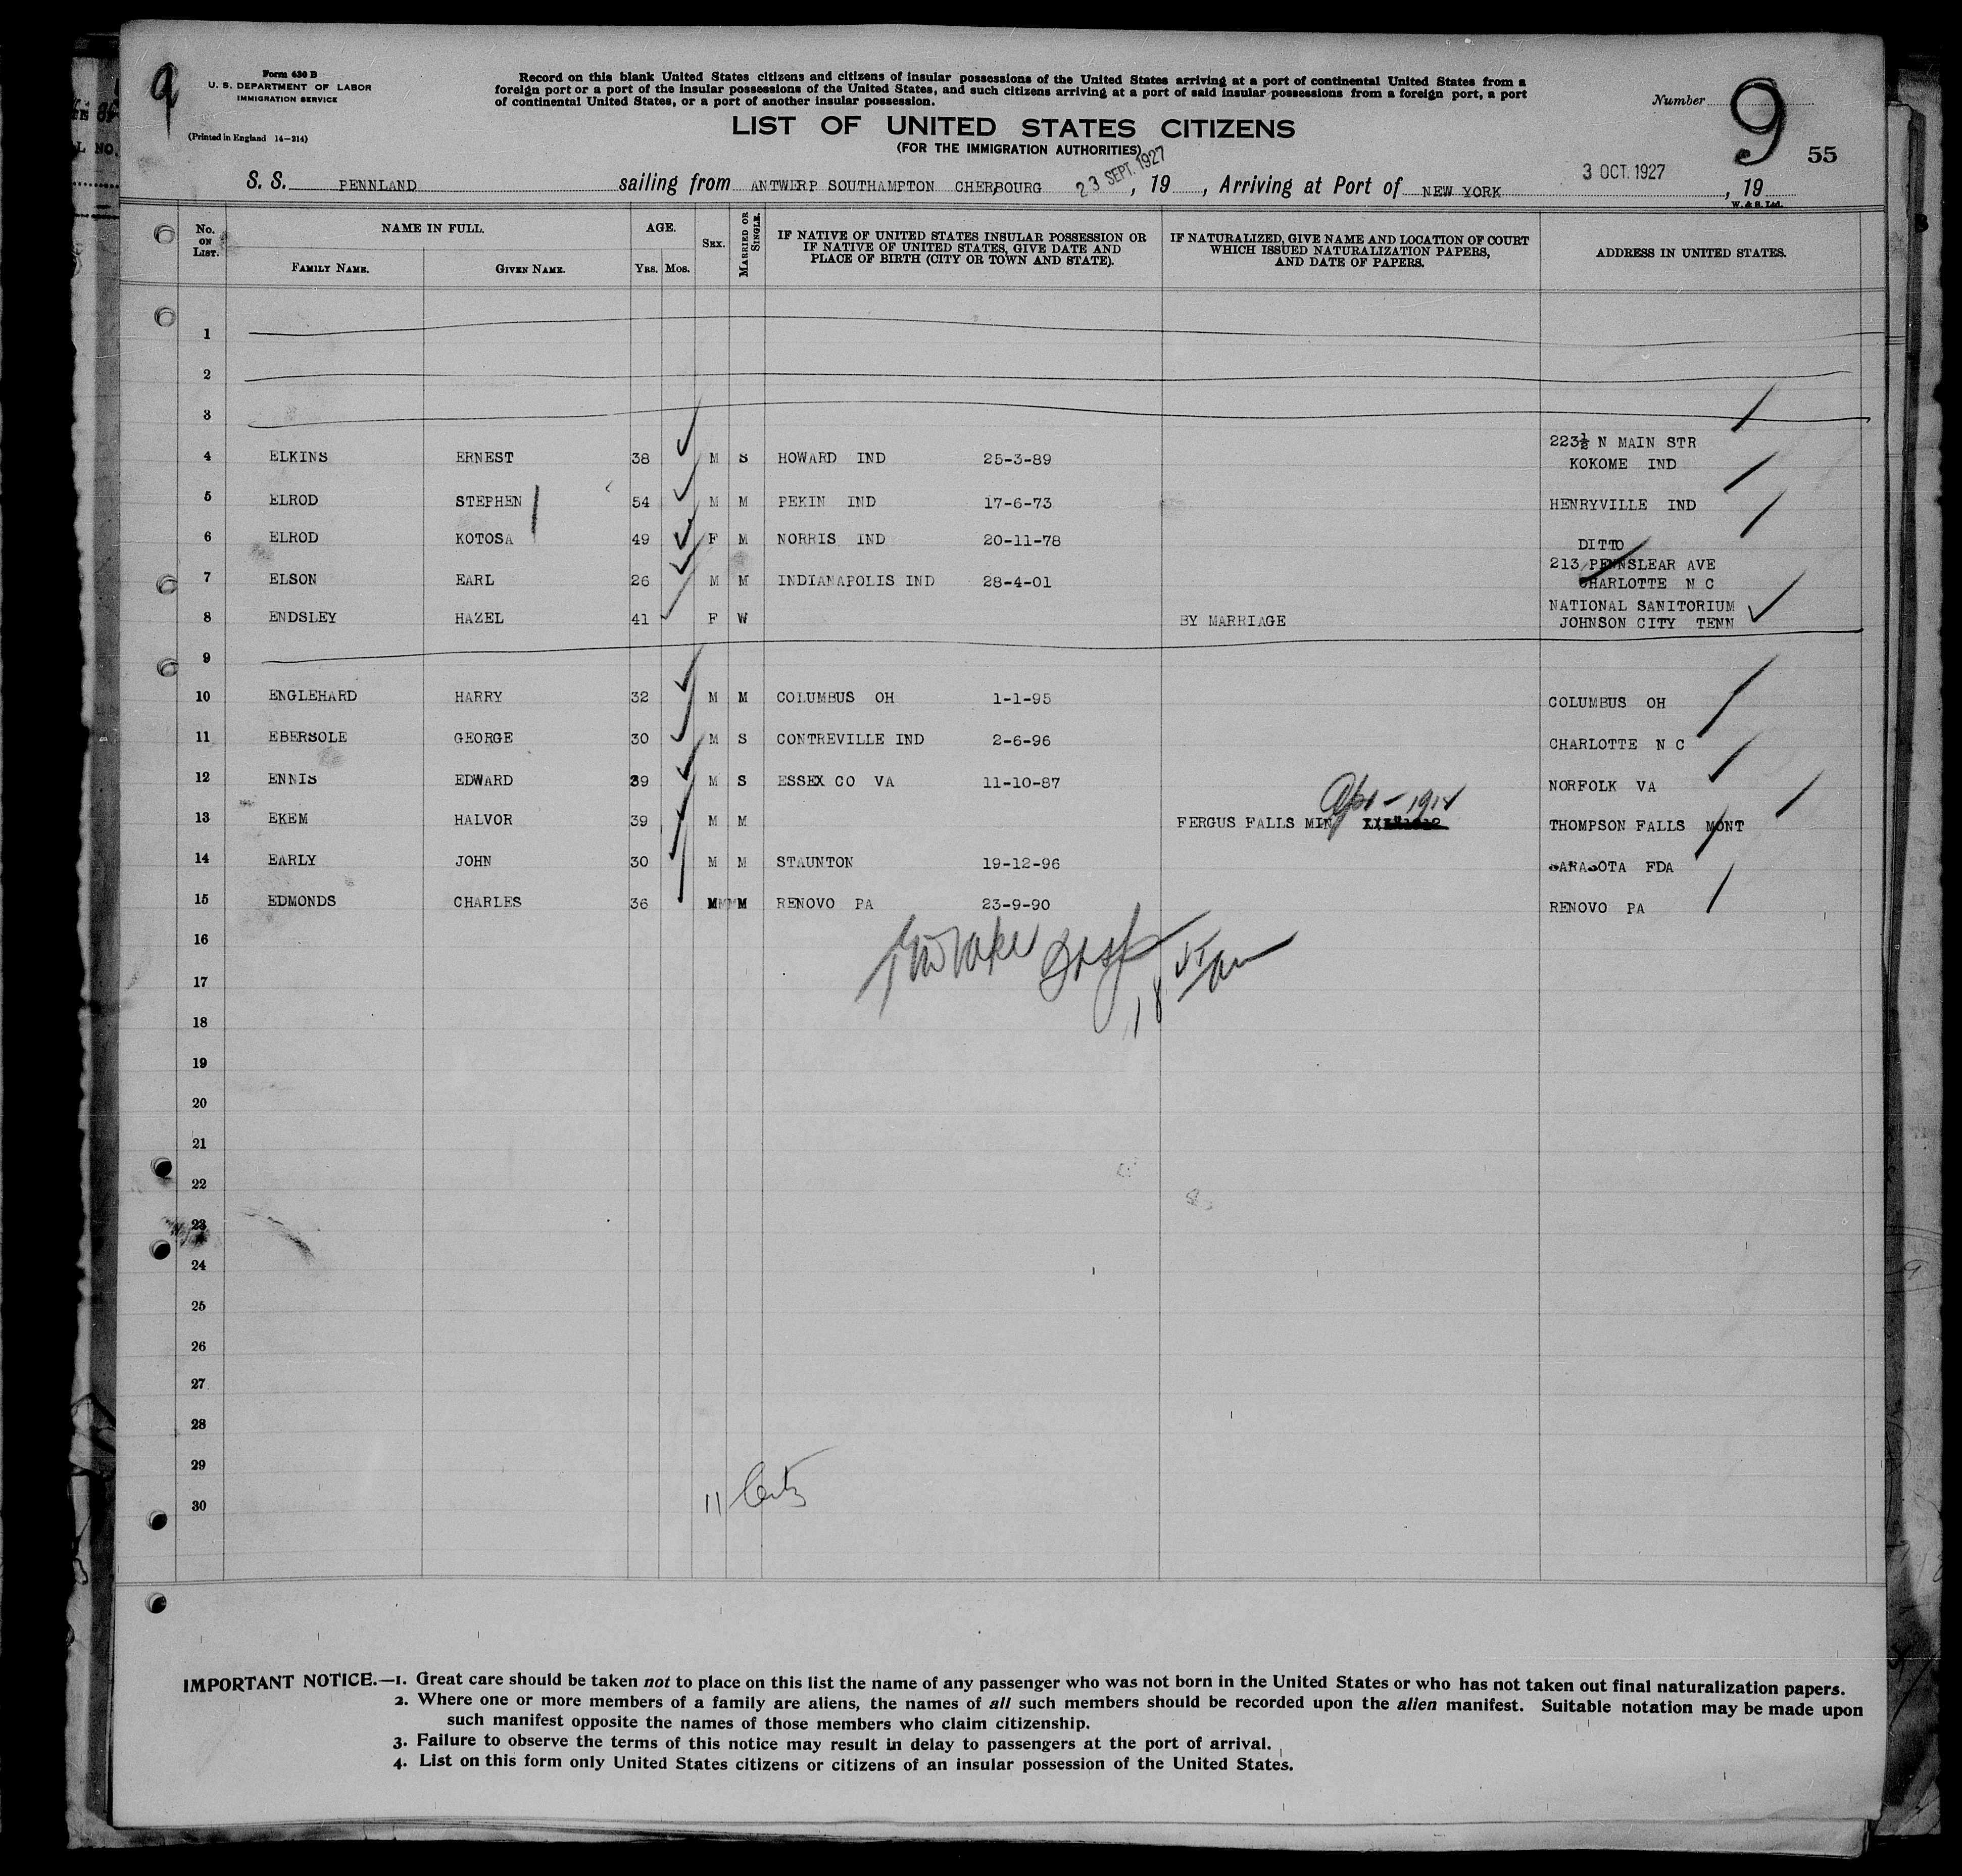 9
Form 630 B
U. S. DEPARTMENT OF LABOR
IMMIGRATION SERVICE
(Printed in England 14—214)
Record on this blank United States citizens and citizens of insular possessions of the United States arriving at a port of continental United States from a
foreign port or a port of the insular possessions of the United States, and such citizens arriving at a port of said insular possessions from a foreign port, a port
of continental United States, or a port of another insular possession.
LIST OF UNITED STATES CITIZENS
(FOR THE IMMIGRATION AUTHORITIES)
Number 9 55
S. S. PENNLAND sailing from ANTWERP SOUTHAMPTON CHERBOURG 23 SEPT. 1927, 19 , Arriving at Port of NEW YORK 3 OCT. 1927, 19
W. & S. Ltd.
No. ON LIST. NAME IN FULL. FAMILY NAME. GIVEN NAME. AGE. YRS. MOS. SEX. MARRIED OR SINGLE. IF NATIVE OF UNITED STATES INSULAR POSSESSION OR IF NATIVE OF UNITED STATES, GIVE DATE AND PLACE OF BIRTH (CITY OR TOWN AND STATE). IF NATURALIZED, GIVE NAME AND LOCATION OF COURT WHICH ISSUED NATURALIZATION PAPERS, AND DATE OF PAPERS. ADDRESS IN UNITED STATES.
1
2
3
4 ELKINS ERNEST 38 M S HOWARD IND 25-3-89 223½ N MAIN STR KOKOME IND
5 ELROD STEPHEN 54 M M PEKIN IND 17-6-73 HENRYVILLE IND
6 ELROD KOTOSA 49 F M NORRIS IND 20-11-78 DITTO
7 ELSON EARL 26 M M INDIANAPOLIS IND 28-4-01 213 PENNSLEAR AVE CHARLOTTE N C
8 ENDSLEY HAZEL 41 F W BY MARRIAGE NATIONAL SANITORIUM JOHNSON CITY TENN
9
10 ENGLEHARD HARRY 32 M M COLUMBUS OH 1-1-95 COLUMBUS OH
11 EBERSOLE GEORGE 30 M S CONTREVILLE IND 2-6-96 CHARLOTTE N C
12 ENNIS EDWARD 39 M S ESSEX CO VA 11-10-87 NORFOLK VA
13 EKEM HALVOR 39 M M FERGUS FALLS MIN THOMPSON FALLS MONT
14 EARLY JOHN 30 M M STAUNTON 19-12-96 SARASOTA FDA
15 EDMONDS CHARLES 36 M M RENOVO PA 23-9-90 RENOVO PA
16
17
18
19
20
21
22
23
24
25
26
27
28
29
30
11
IMPORTANT NOTICE.—1. Great care should be taken not to place on this list the name of any passenger who was not born in the United States or who has not taken out final naturalization papers.
2. Where one or more members of a family are aliens, the names of all such members should be recorded upon the alien manifest. Suitable notation may be made upon
such manifest opposite the names of those members who claim citizenship.
3. Failure to observe the terms of this notice may result in delay to passengers at the port of arrival.
4. List on this form only United States citizens or citizens of an insular possession of the United States.